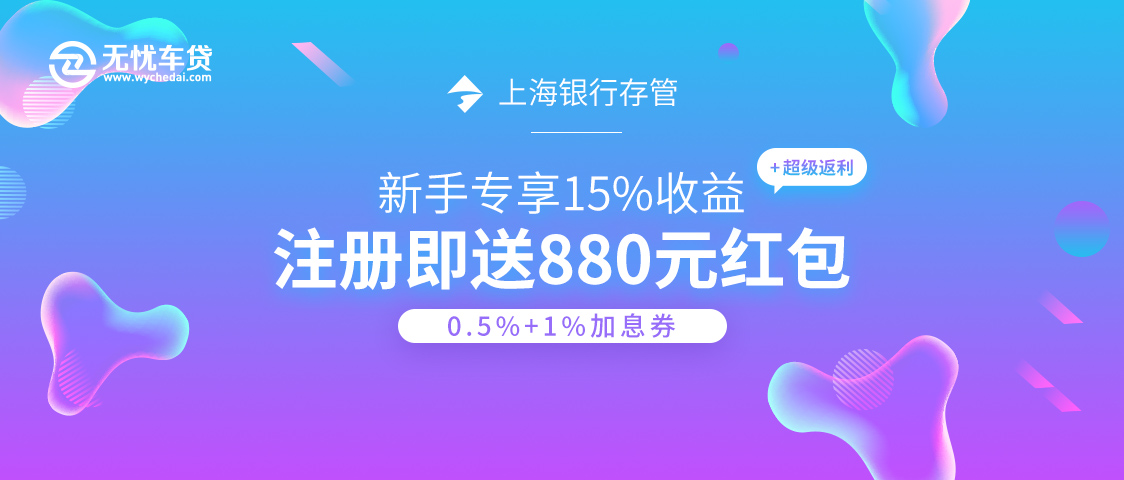 无忧车贷
www.wychedai.com
上海银行存管
+超级返利
新手专享15%收益
注册即送880元红包
0.5%+1%加息券